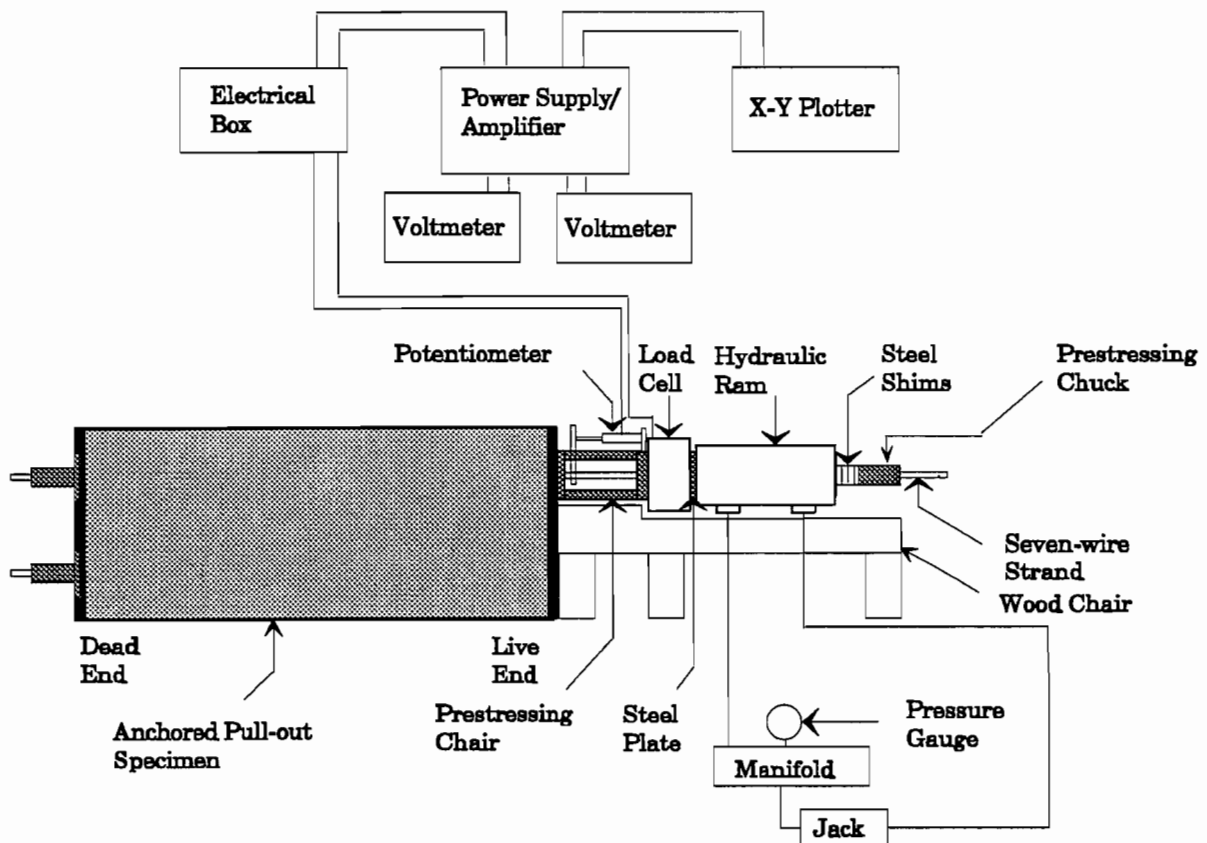 Electrical
Box
Power Supply/
Amplifier
X-Y Plotter
Voltmeter
Voltmeter
Potentiometer
Load
Cell
Hydraulic
Ram
Steel
Shims
Prestressing
Chuck
Seven-wire
Strand
Wood Chair
Dead
End
Live
End
Anchored Pull-out
Specimen
Prestressing
Chair
Steel
Plate
Pressure
Gauge
Manifold
Jack